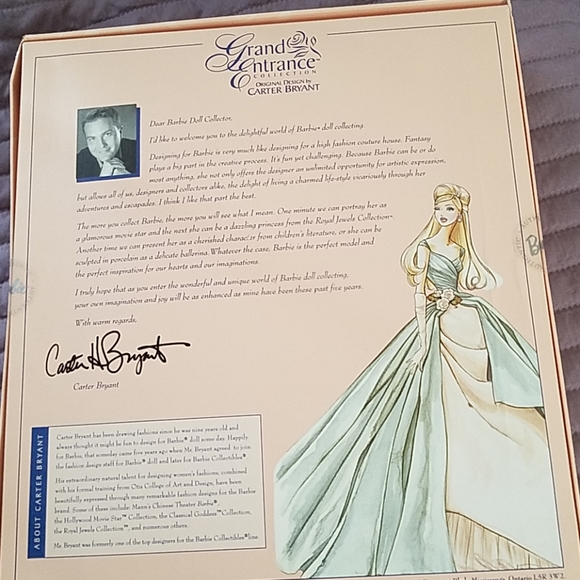 Grand
Entrance™
COLLECTION
ORIGINAL DESIGN by
CARTER BRYANT
Dear Barbie Doll Collector,
I'd like to welcome you to the delightful world of Barbie® doll collecting.
Designing for Barbie is very much like designing for a high fashion couture house. Fantasy
plays a big part in the creative process. It's fun yet challenging. Because Barbie can be or do
most anything, she not only offers the designer an unlimited opportunity for artistic expression,
but allows all of us, designers and collectors alike, the delight of living a charmed life-style vicariously through her
adventures and escapades. I think I like that part the best.
The more you collect Barbie, the more you will see what I mean. One minute we can portray her as
a glamorous movie star and the next she can be a dazzling princess from the Royal Jewels Collection™.
Another time we can present her as a cherished character from children's literature, or she can be
sculpted in porcelain as a delicate ballerina. Whatever the case, Barbie is the perfect model and
the perfect inspiration for our hearts and our imaginations.
I truly hope that as you enter the wonderful and unique world of Barbie doll collecting,
your own imagination and joy will be as enhanced as mine have been these past five years.
With warm regards,
Carter H Bryant
Carter Bryant
ABOUT CARTER BRYANT
Carter Bryant has been drawing fashions since he was nine years old and
always thought it might be fun to design for Barbie® doll some day. Happily
for Barbie, that someday came five years ago when Mr. Bryant agreed to join
the fashion design staff for Barbie® doll and later for Barbie Collectibles®.
His extraordinary natural talent for designing women's fashions, combined
with his formal training from Otis College of Art and Design, have been
beautifully expressed through many remarkable fashion designs for the Barbie
brand. Some of these include: Mann's Chinese Theater Barbie®,
the Hollywood Movie Star™ Collection, the Classical Goddess™ Collection,
the Royal Jewels Collection™, and numerous others.
Mr. Bryant was formerly one of the top designers for the Barbie Collectibles® line.
Ontario L5R 3W2